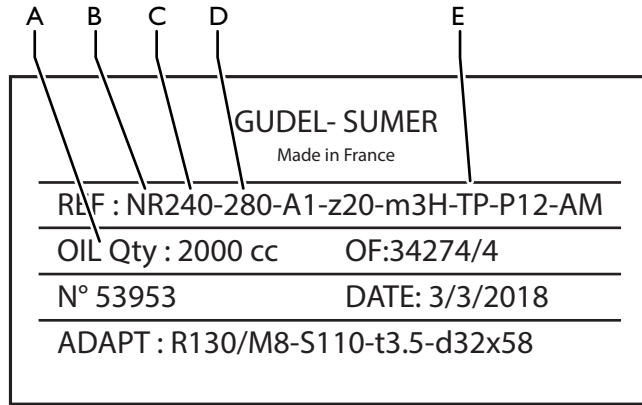 A B C D E
GUDEL- SUMER
Made in France
REF : NR240-280-A1-z20-m3H-TP-P12-AM
OIL Qty : 2000 cc OF:34274/4
N° 53953 DATE: 3/3/2018
ADAPT : R130/M8-S110-t3.5-d32x58